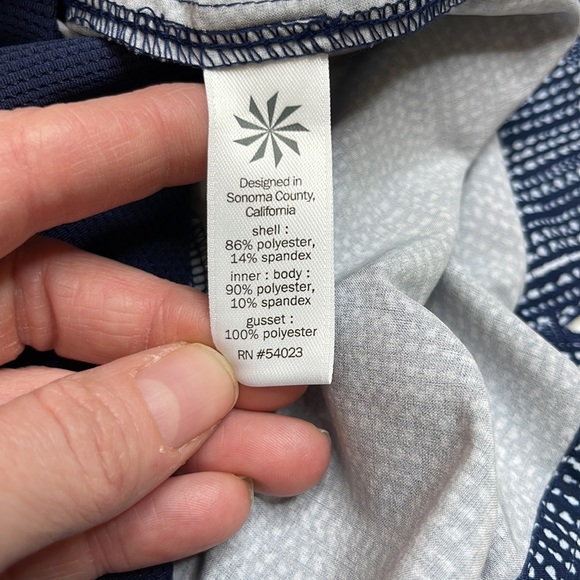 Designed in
Sonoma County,
California
shell :
86% polyester,
14% spandex
inner : body :
90% polyester,
10% spandex
gusset :
100% polyester
RN #54023